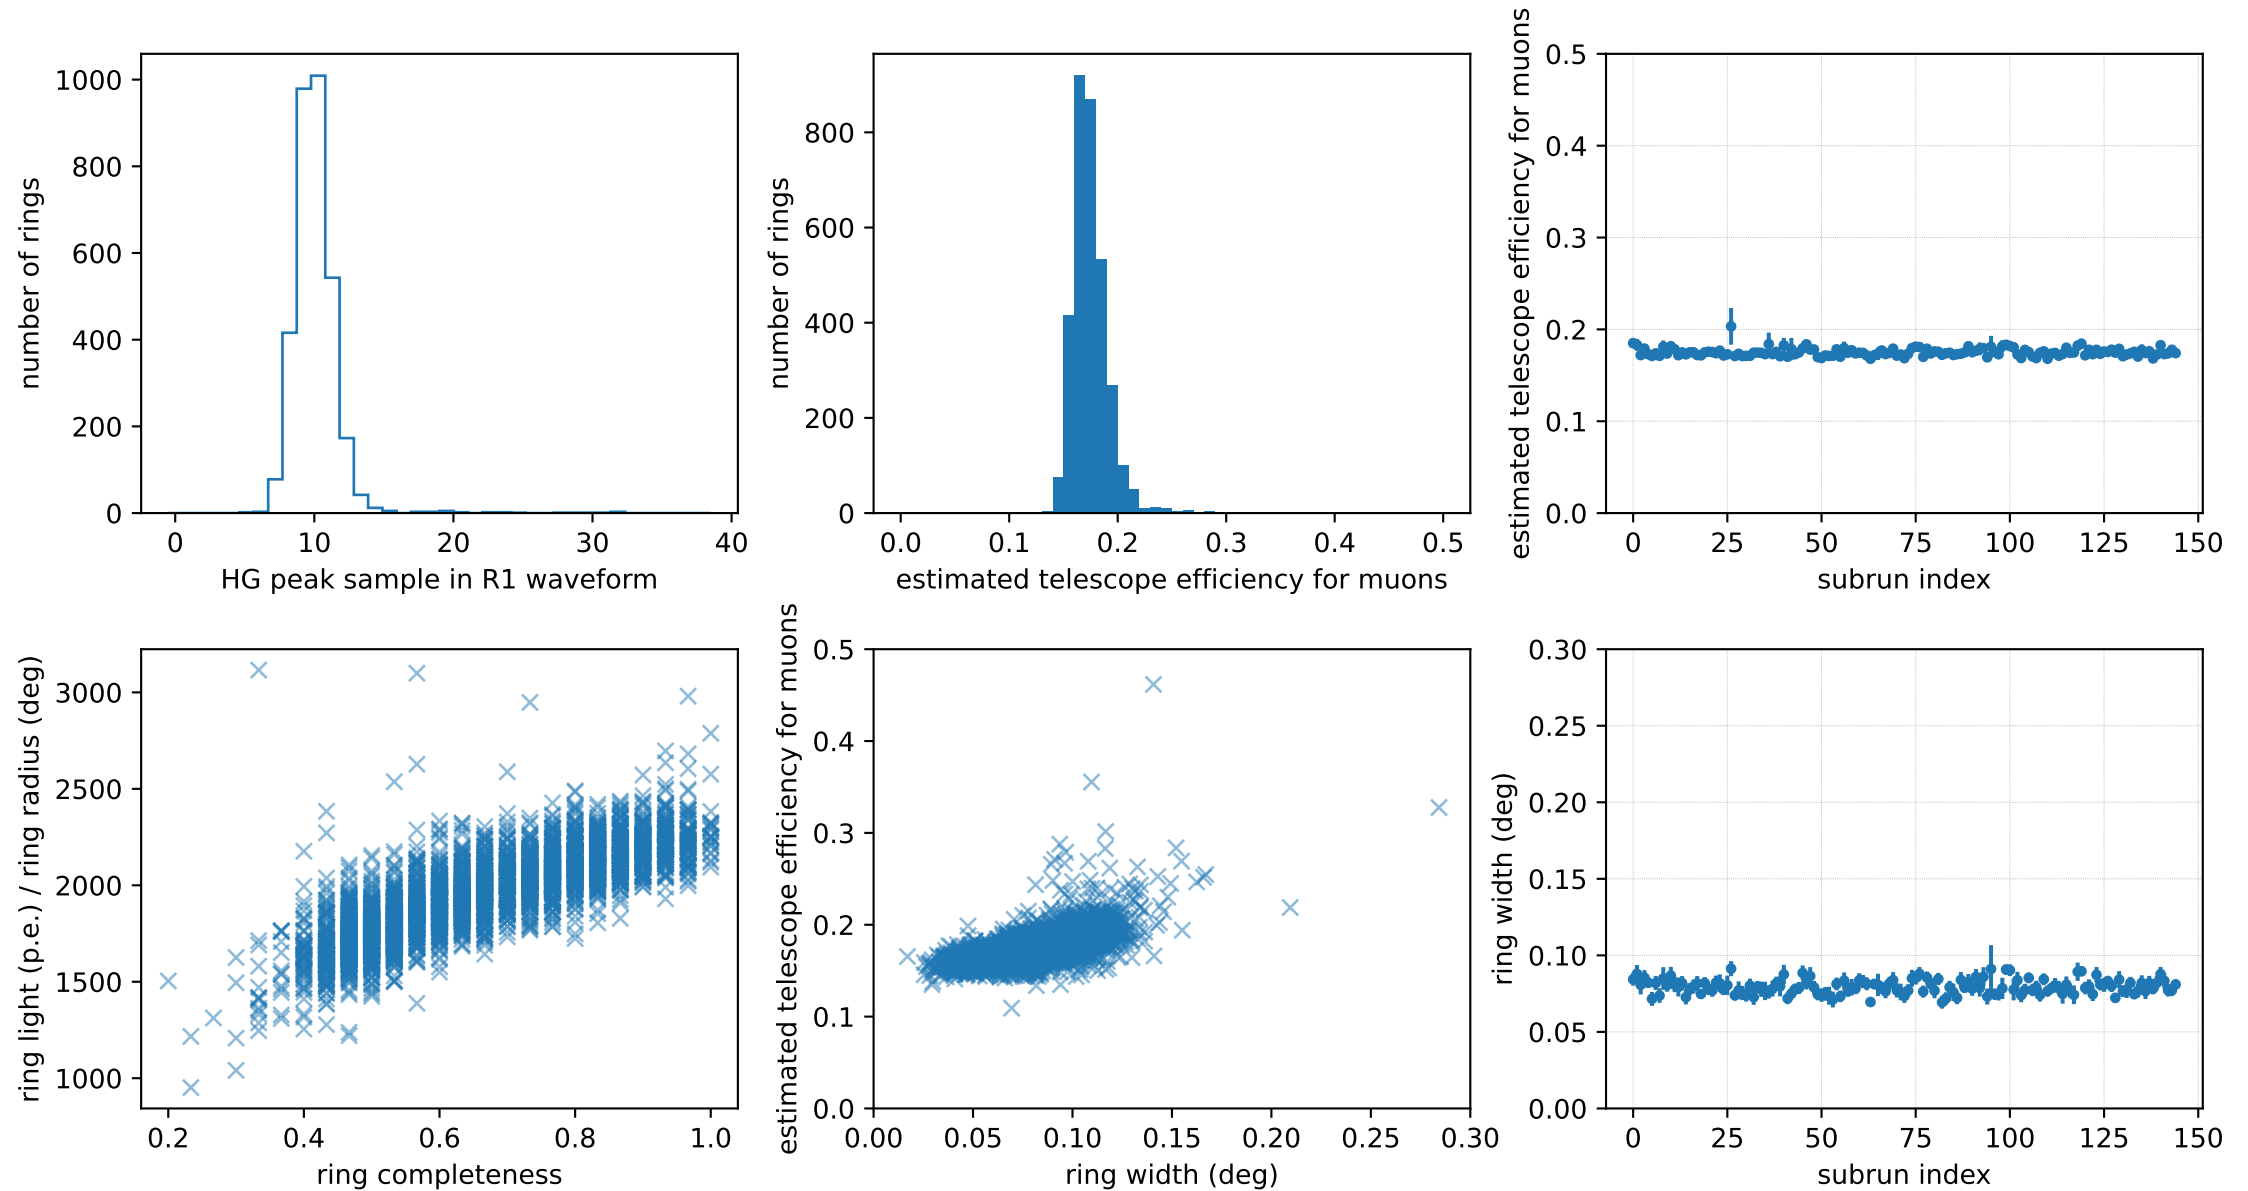 number of rings
1000
800
600
400
200
0
0 10 20 30 40
HG peak sample in R1 waveform
number of rings
800
600
400
200
0
0.0 0.1 0.2 0.3 0.4 0.5
estimated telescope efficiency for muons
estimated telescope efficiency for muons
0.5
0.4
0.3
0.2
0.1
0.0
0 25 50 75 100 125 150
subrun index
ring light (p.e.) / ring radius (deg)
3000
2500
2000
1500
1000
0.2 0.4 0.6 0.8 1.0
ring completeness
estimated telescope efficiency for muons
0.5
0.4
0.3
0.2
0.1
0.0
0.00 0.05 0.10 0.15 0.20 0.25 0.30
ring width (deg)
ring width (deg)
0.30
0.25
0.20
0.15
0.10
0.05
0.00
0 25 50 75 100 125 150
subrun index